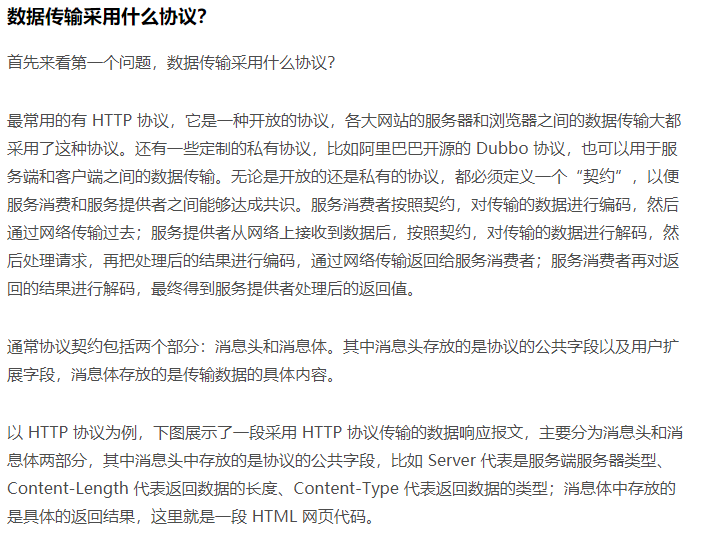 数据传输采用什么协议？
首先来看第一个问题，数据传输采用什么协议？
最常用的有 HTTP 协议，它是一种开放的协议，各大网站的服务器和浏览器之间的数据传输大都
采用了这种协议。还有一些定制的私有协议，比如阿里巴巴开源的 Dubbo 协议，也可以用于服
务端和客户端之间的数据传输。无论是开放的还是私有的协议，都必须定义一个“契约”，以便
服务消费和服务提供者之间能够达成共识。服务消费者按照契约，对传输的数据进行编码，然后
通过网络传输过去；服务提供者从网络上接收到数据后，按照契约，对传输的数据进行解码，然
后处理请求，再把处理后的结果进行编码，通过网络传输返回给服务消费者；服务消费者再对返
回的结果进行解码，最终得到服务提供者处理后的返回值。
通常协议契约包括两个部分：消息头和消息体。其中消息头存放的是协议的公共字段以及用户扩
展字段，消息体存放的是传输数据的具体内容。
以 HTTP 协议为例，下图展示了一段采用 HTTP 协议传输的数据响应报文，主要分为消息头和消
息体两部分，其中消息头中存放的是协议的公共字段，比如 Server 代表是服务端服务器类型、
Content-Length 代表返回数据的长度、Content-Type 代表返回数据的类型；消息体中存放的
是具体的返回结果，这里就是一段 HTML 网页代码。